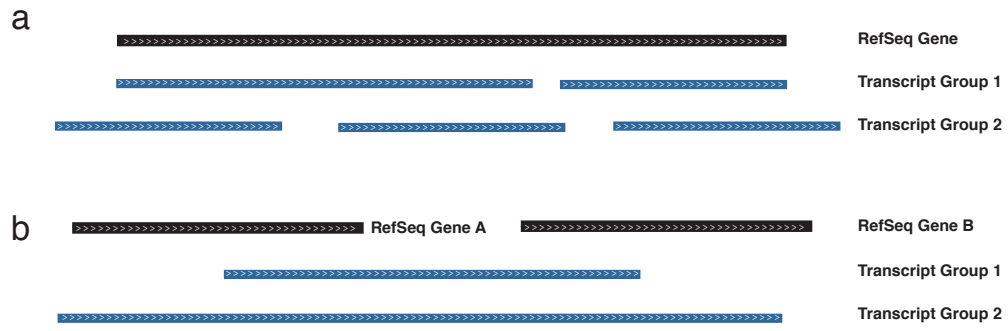 a
RefSeq Gene
Transcript Group 1
Transcript Group 2
b
RefSeq Gene A
RefSeq Gene B
Transcript Group 1
Transcript Group 2